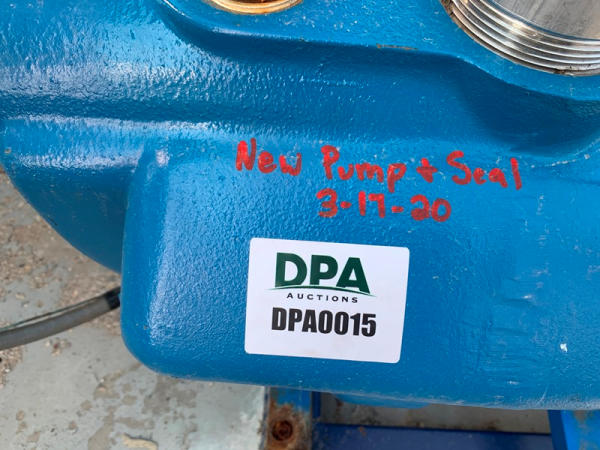 New Pump + Seal
3-17-20
DPA
AUCTIONS
DPA0015